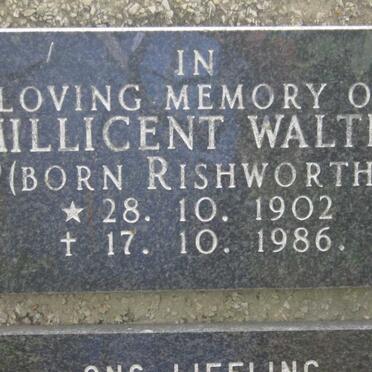 IN
LOVING MEMORY O
MILLICENT WALT
(BORN RISHWORTH
★ 28. 10. 1902
† 17. 10. 1986.
ONS LIEFLING